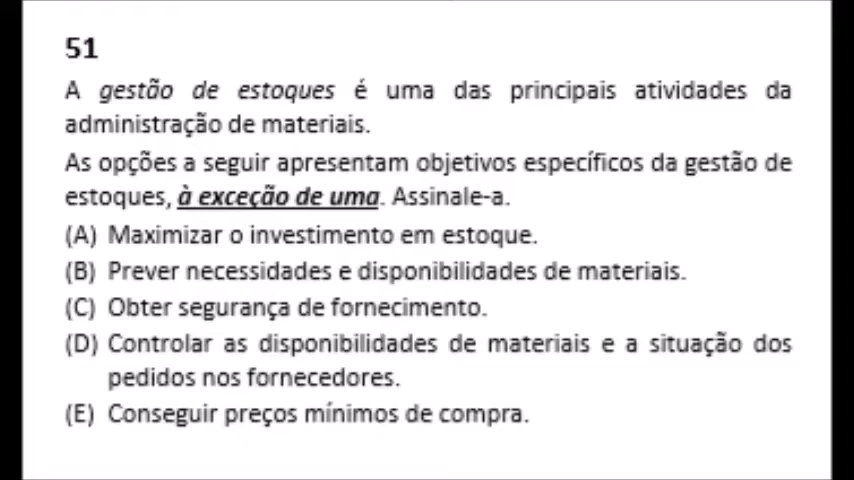 51
A gestão de estoques é uma das principais atividades da
administração de materiais.
As opções a seguir apresentam objetivos específicos da gestão de
estoques, à exceção de uma. Assinale-a.
(A) Maximizar o investimento em estoque.
(B) Prever necessidades e disponibilidades de materiais.
(C) Obter segurança de fornecimento.
(D) Controlar as disponibilidades de materiais e a situação dos
pedidos nos fornecedores.
(E) Conseguir preços mínimos de compra.